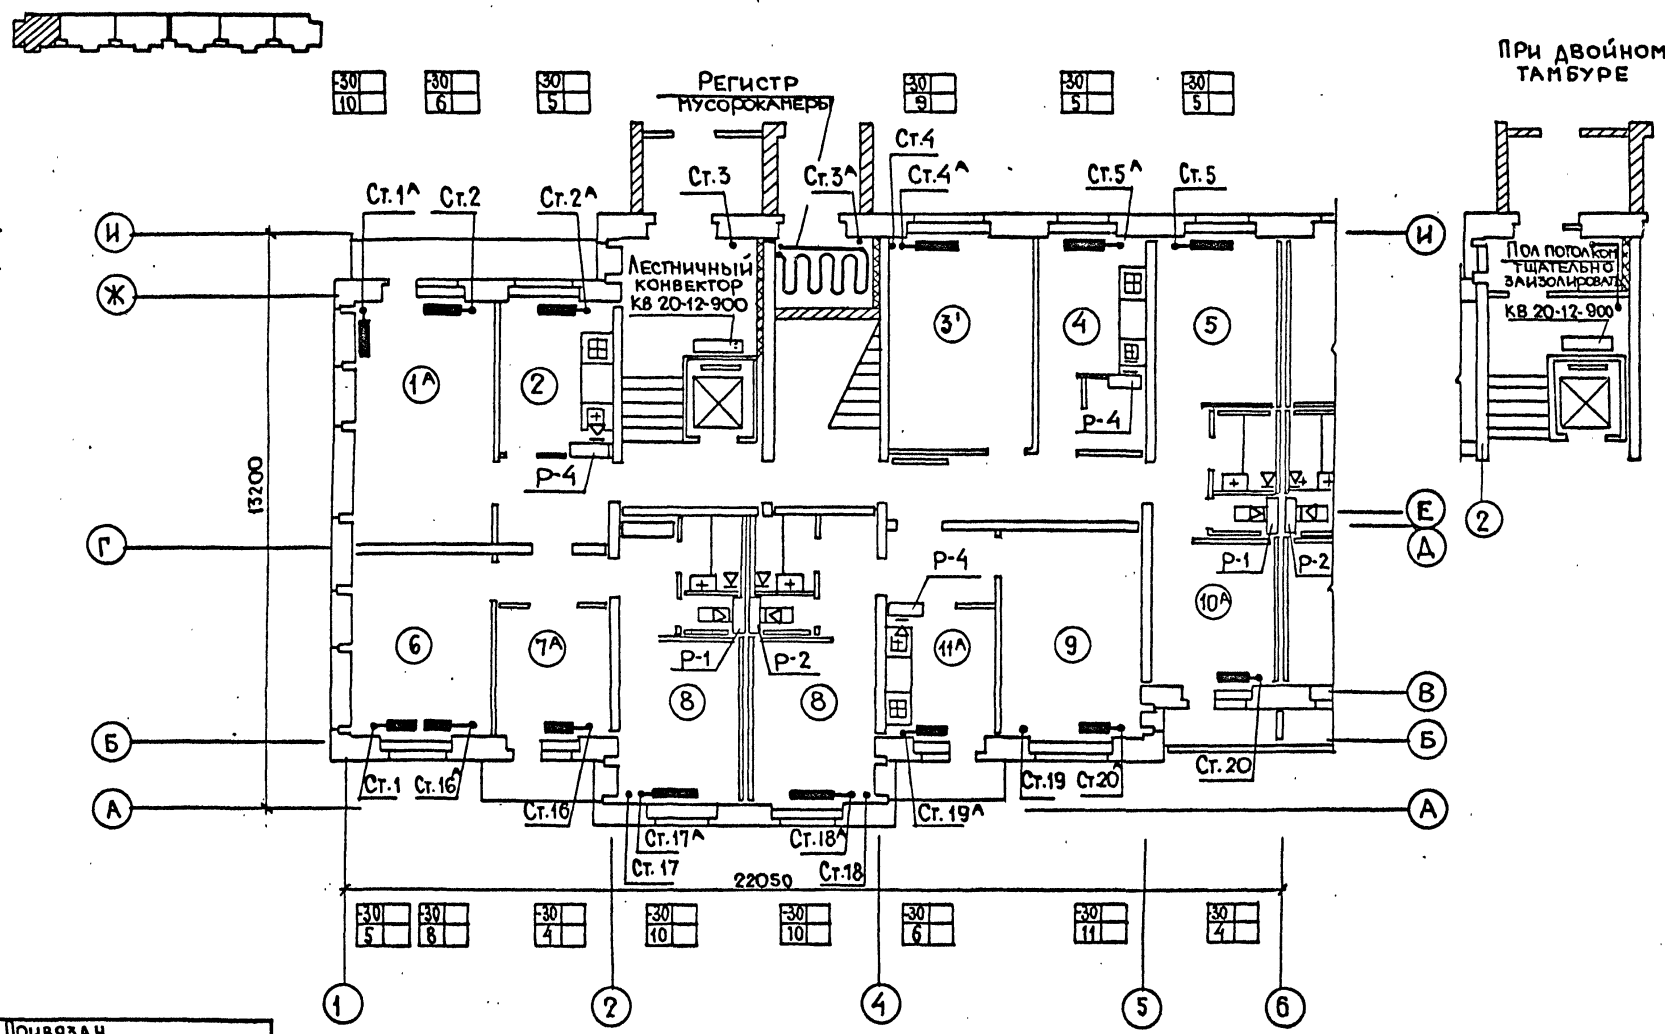 ПРИ ДВОЙНОМ
ТАМБУРЕ
-30
10
-30
6
-30
5
РЕГИСТР
МУСОРОКАМЕРЫ
-30
9
-30
5
-30
5
Ст.1А
Ст.2
Ст.2А
Ст.3
Ст.3А
Ст.4
Ст.4А
Ст.5А
Ст.5
И
И
Ж
ЛЕСТНИЧНЫЙ
КОНВЕКТОР
КВ 20-12-900
ПОЛ ПОТОЛКОМ
ТЩАТЕЛЬНО
ЗАИЗОЛИРОВАТЬ
КВ 20-12-900
1А
2
3'
4
5
Р-4
Р-4
13200
Г
Е
Д
2
Р-4
Р-1
Р-2
6
7А
Р-1
Р-2
8
8
11А
9
10А
В
Б
Б
А
А
Ст.1
Ст.16А
Ст.16
Ст.17А
Ст.17
Ст.18А
Ст.18
Ст.19А
Ст.19
Ст.20А
Ст.20
22050
-30
5
-30
8
-30
4
-30
10
-30
10
-30
6
-30
11
-30
4
1
2
4
5
6
ПРИВЯЗАН